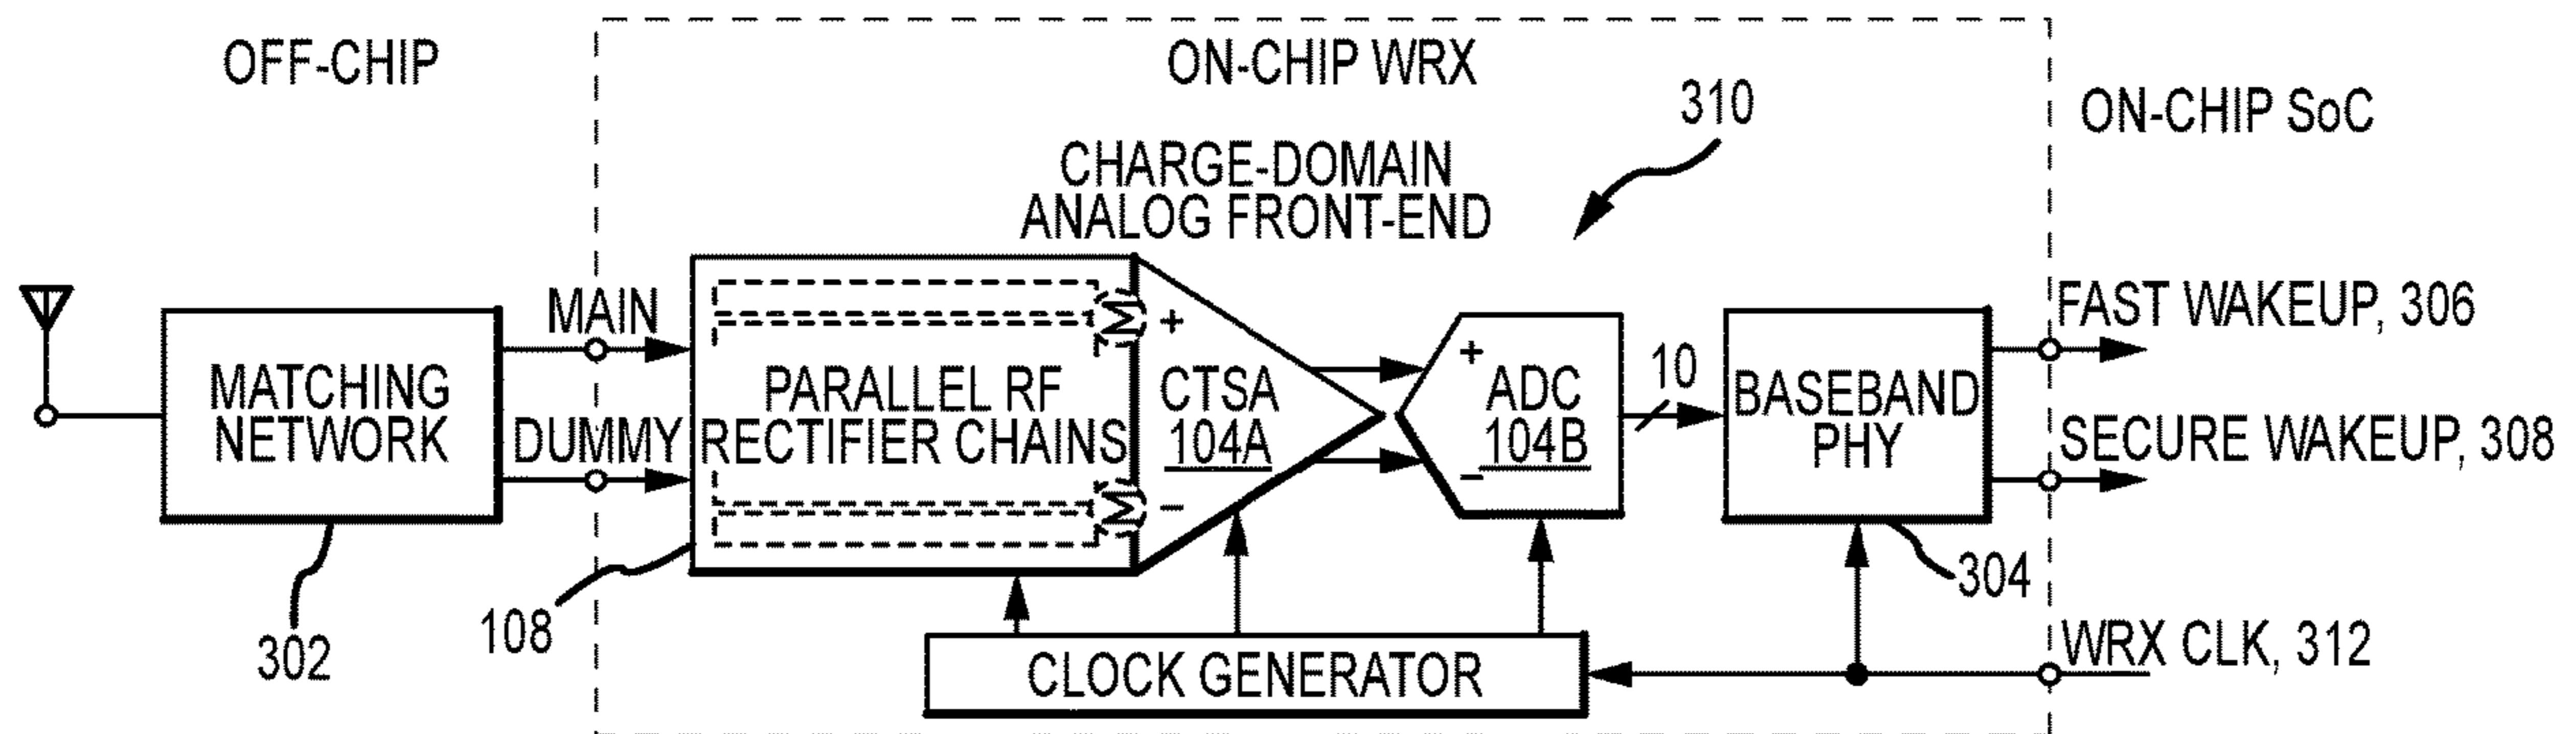 OFF-CHIP
ON-CHIP WRX
310
ON-CHIP SoC
CHARGE-DOMAIN
ANALOG FRONT-END
MAIN
M
+
+
10
FAST WAKEUP, 306
MATCHING
NETWORK
PARALLEL RF
RECTIFIER CHAINS
CTSA
104A
ADC
104B
BASEBAND
PHY
DUMMY
SECURE WAKEUP, 308
M
−
−
302
108
304
CLOCK GENERATOR
WRX CLK, 312